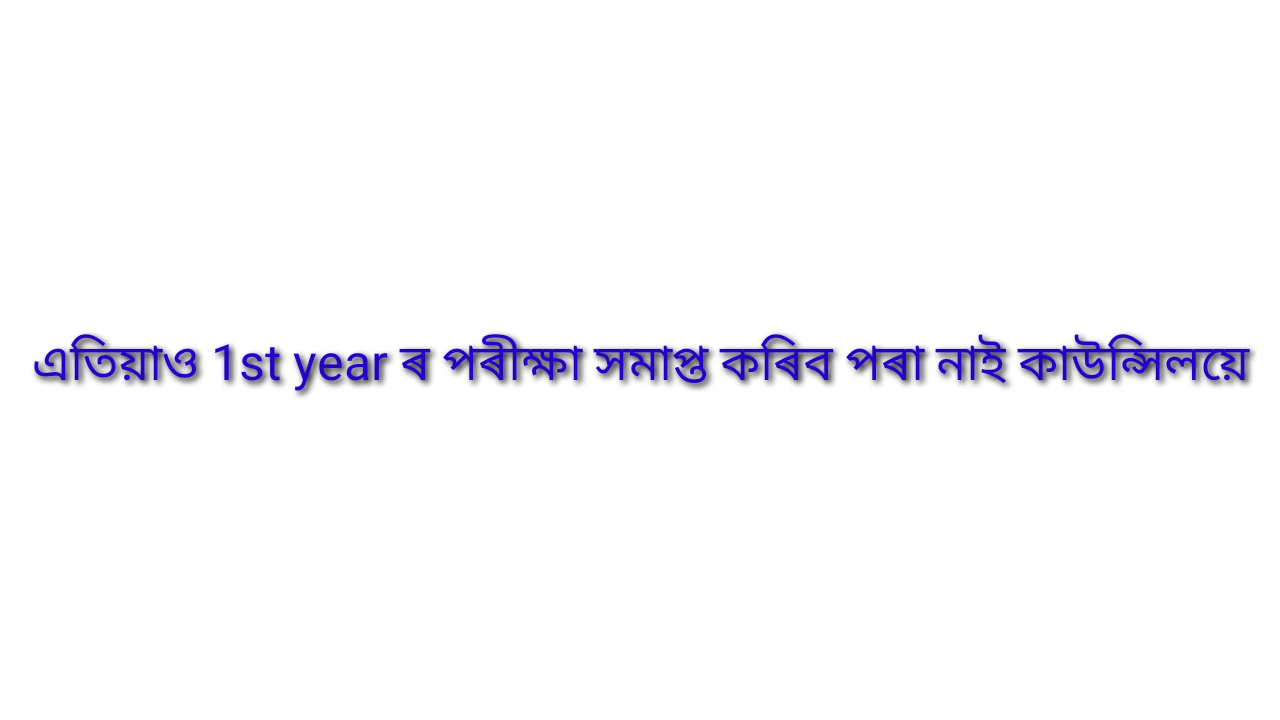 এতিয়াও 1st year ৰ পৰীক্ষা সমাপ্ত কৰিব পৰা নাই কাউন্সিলয়ে